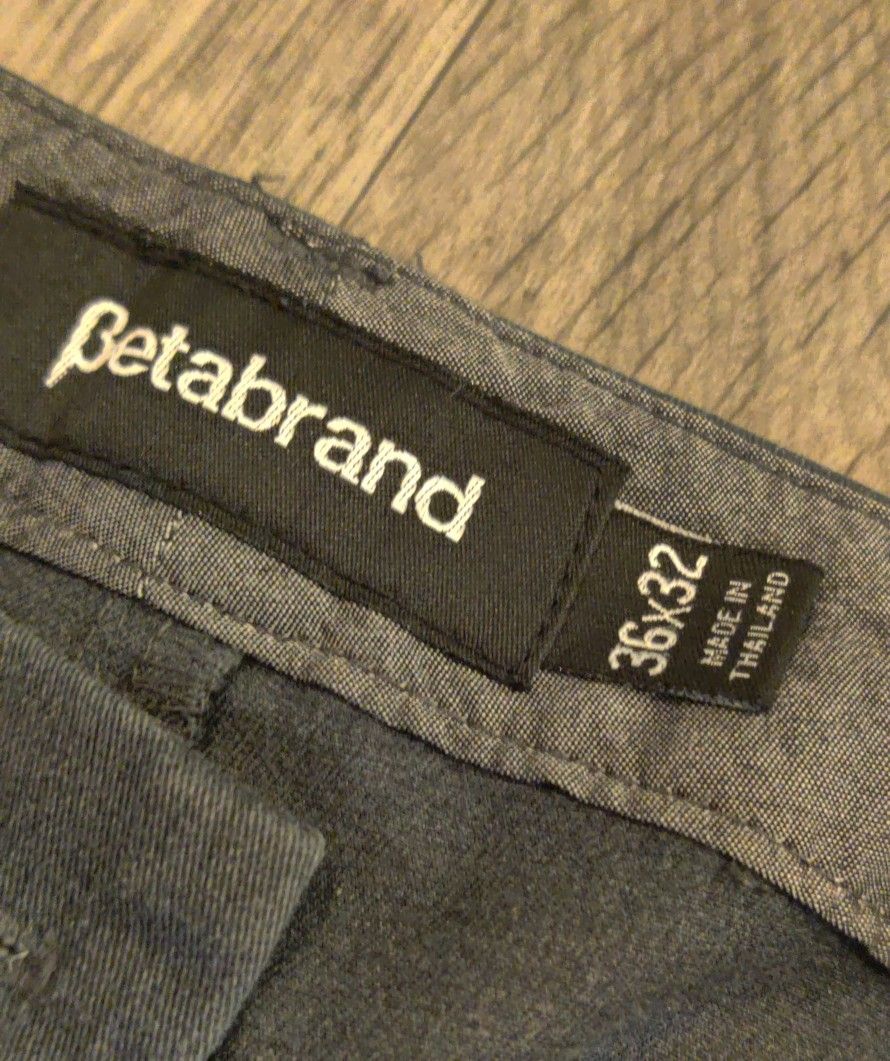 βetabrand
36X32
MADE IN
THAILAND